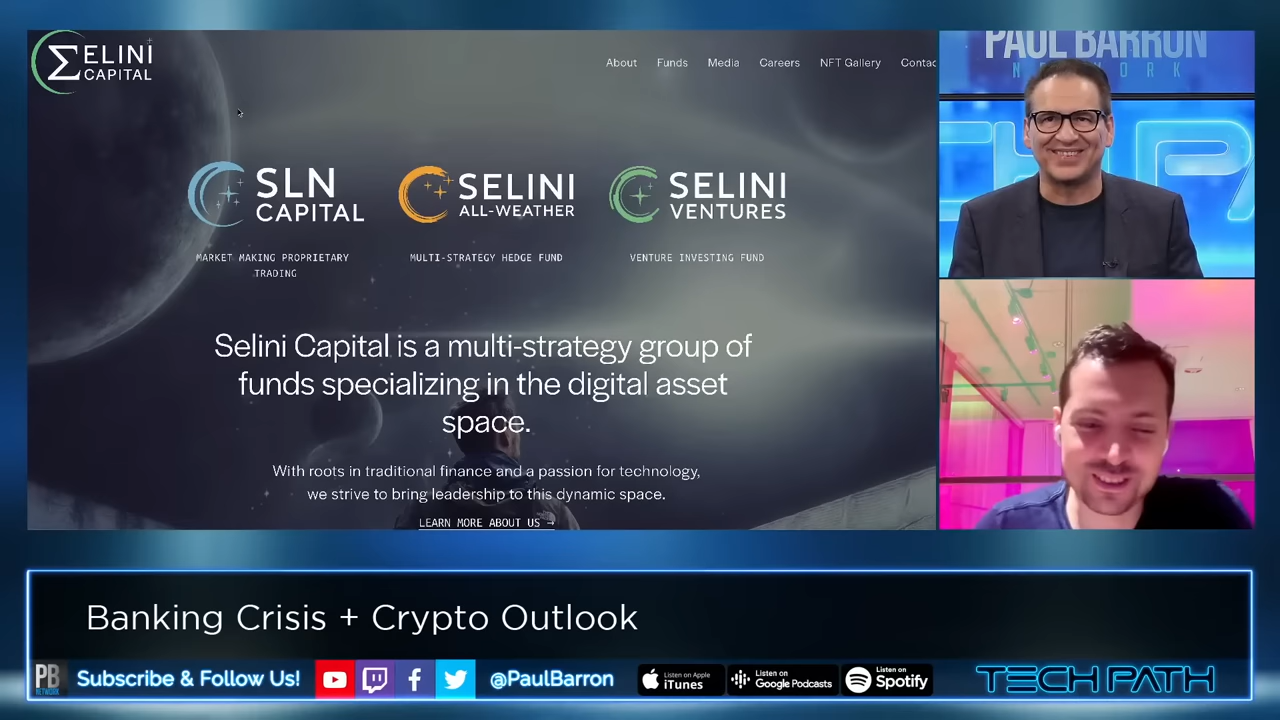 ΣELINI
CAPITAL
About Funds Media Careers NFT Gallery Contac
SLN
CAPITAL
MARKET MAKING PROPRIETARY
TRADING
SELINI
ALL-WEATHER
MULTI-STRATEGY HEDGE FUND
SELINI
VENTURES
VENTURE INVESTING FUND
Selini Capital is a multi-strategy group of
funds specializing in the digital asset
space.
With roots in traditional finance and a passion for technology,
we strive to bring leadership to this dynamic space.
LEARN MORE ABOUT US →
PAUL BARRON
NETWORK
Banking Crisis + Crypto Outlook
PB
NETWORK
Subscribe & Follow Us!
@PaulBarron
Listen on Apple
iTunes
Listen on
Google Podcasts
Listen on
Spotify
TECH PATH